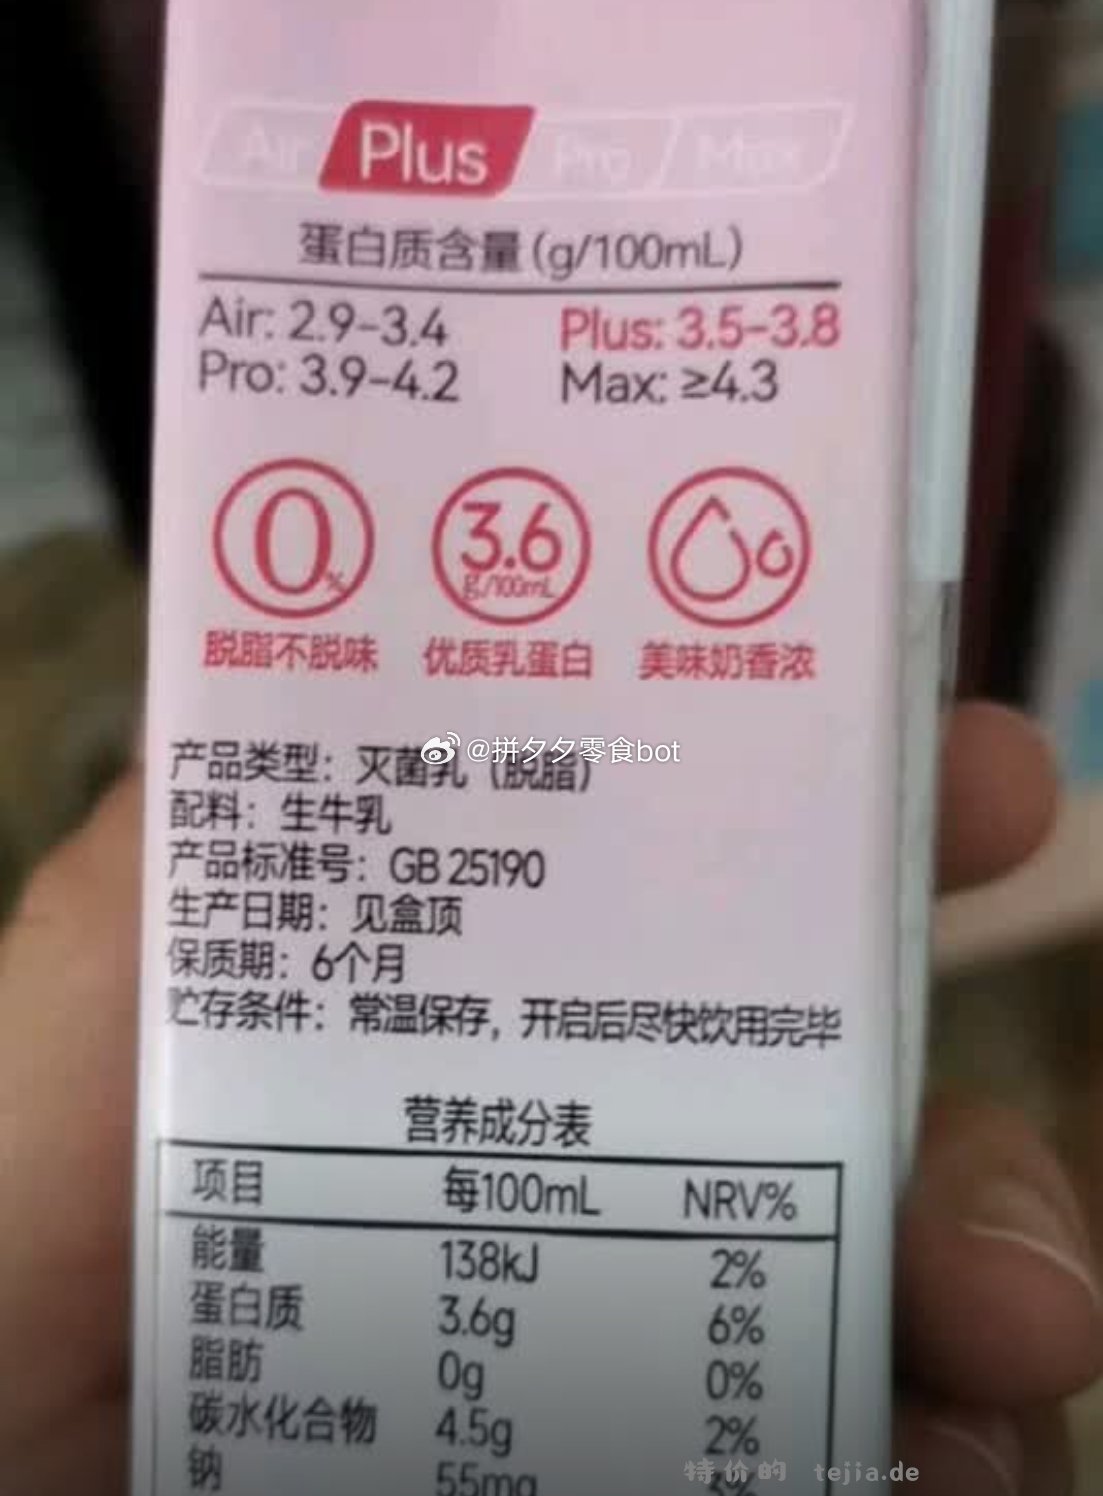 Air Plus Pro Max
蛋白质含量(g/100mL)
Air: 2.9-3.4 Plus: 3.5-3.8
Pro: 3.9-4.2 Max: ≥4.3
0% 3.6 g/100mL
脱脂不脱味 优质乳蛋白 美味奶香浓
产品类型：灭菌乳（脱脂）
@拼夕夕零食bot
配料：生牛乳
产品标准号：GB 25190
生产日期：见盒顶
保质期：6个月
贮存条件：常温保存，开启后尽快饮用完毕
营养成分表
项目 每100mL NRV%
能量 138kJ 2%
蛋白质 3.6g 6%
脂肪 0g 0%
碳水化合物 4.5g 2%
钠 55mg 3%
特价的 tejia.de